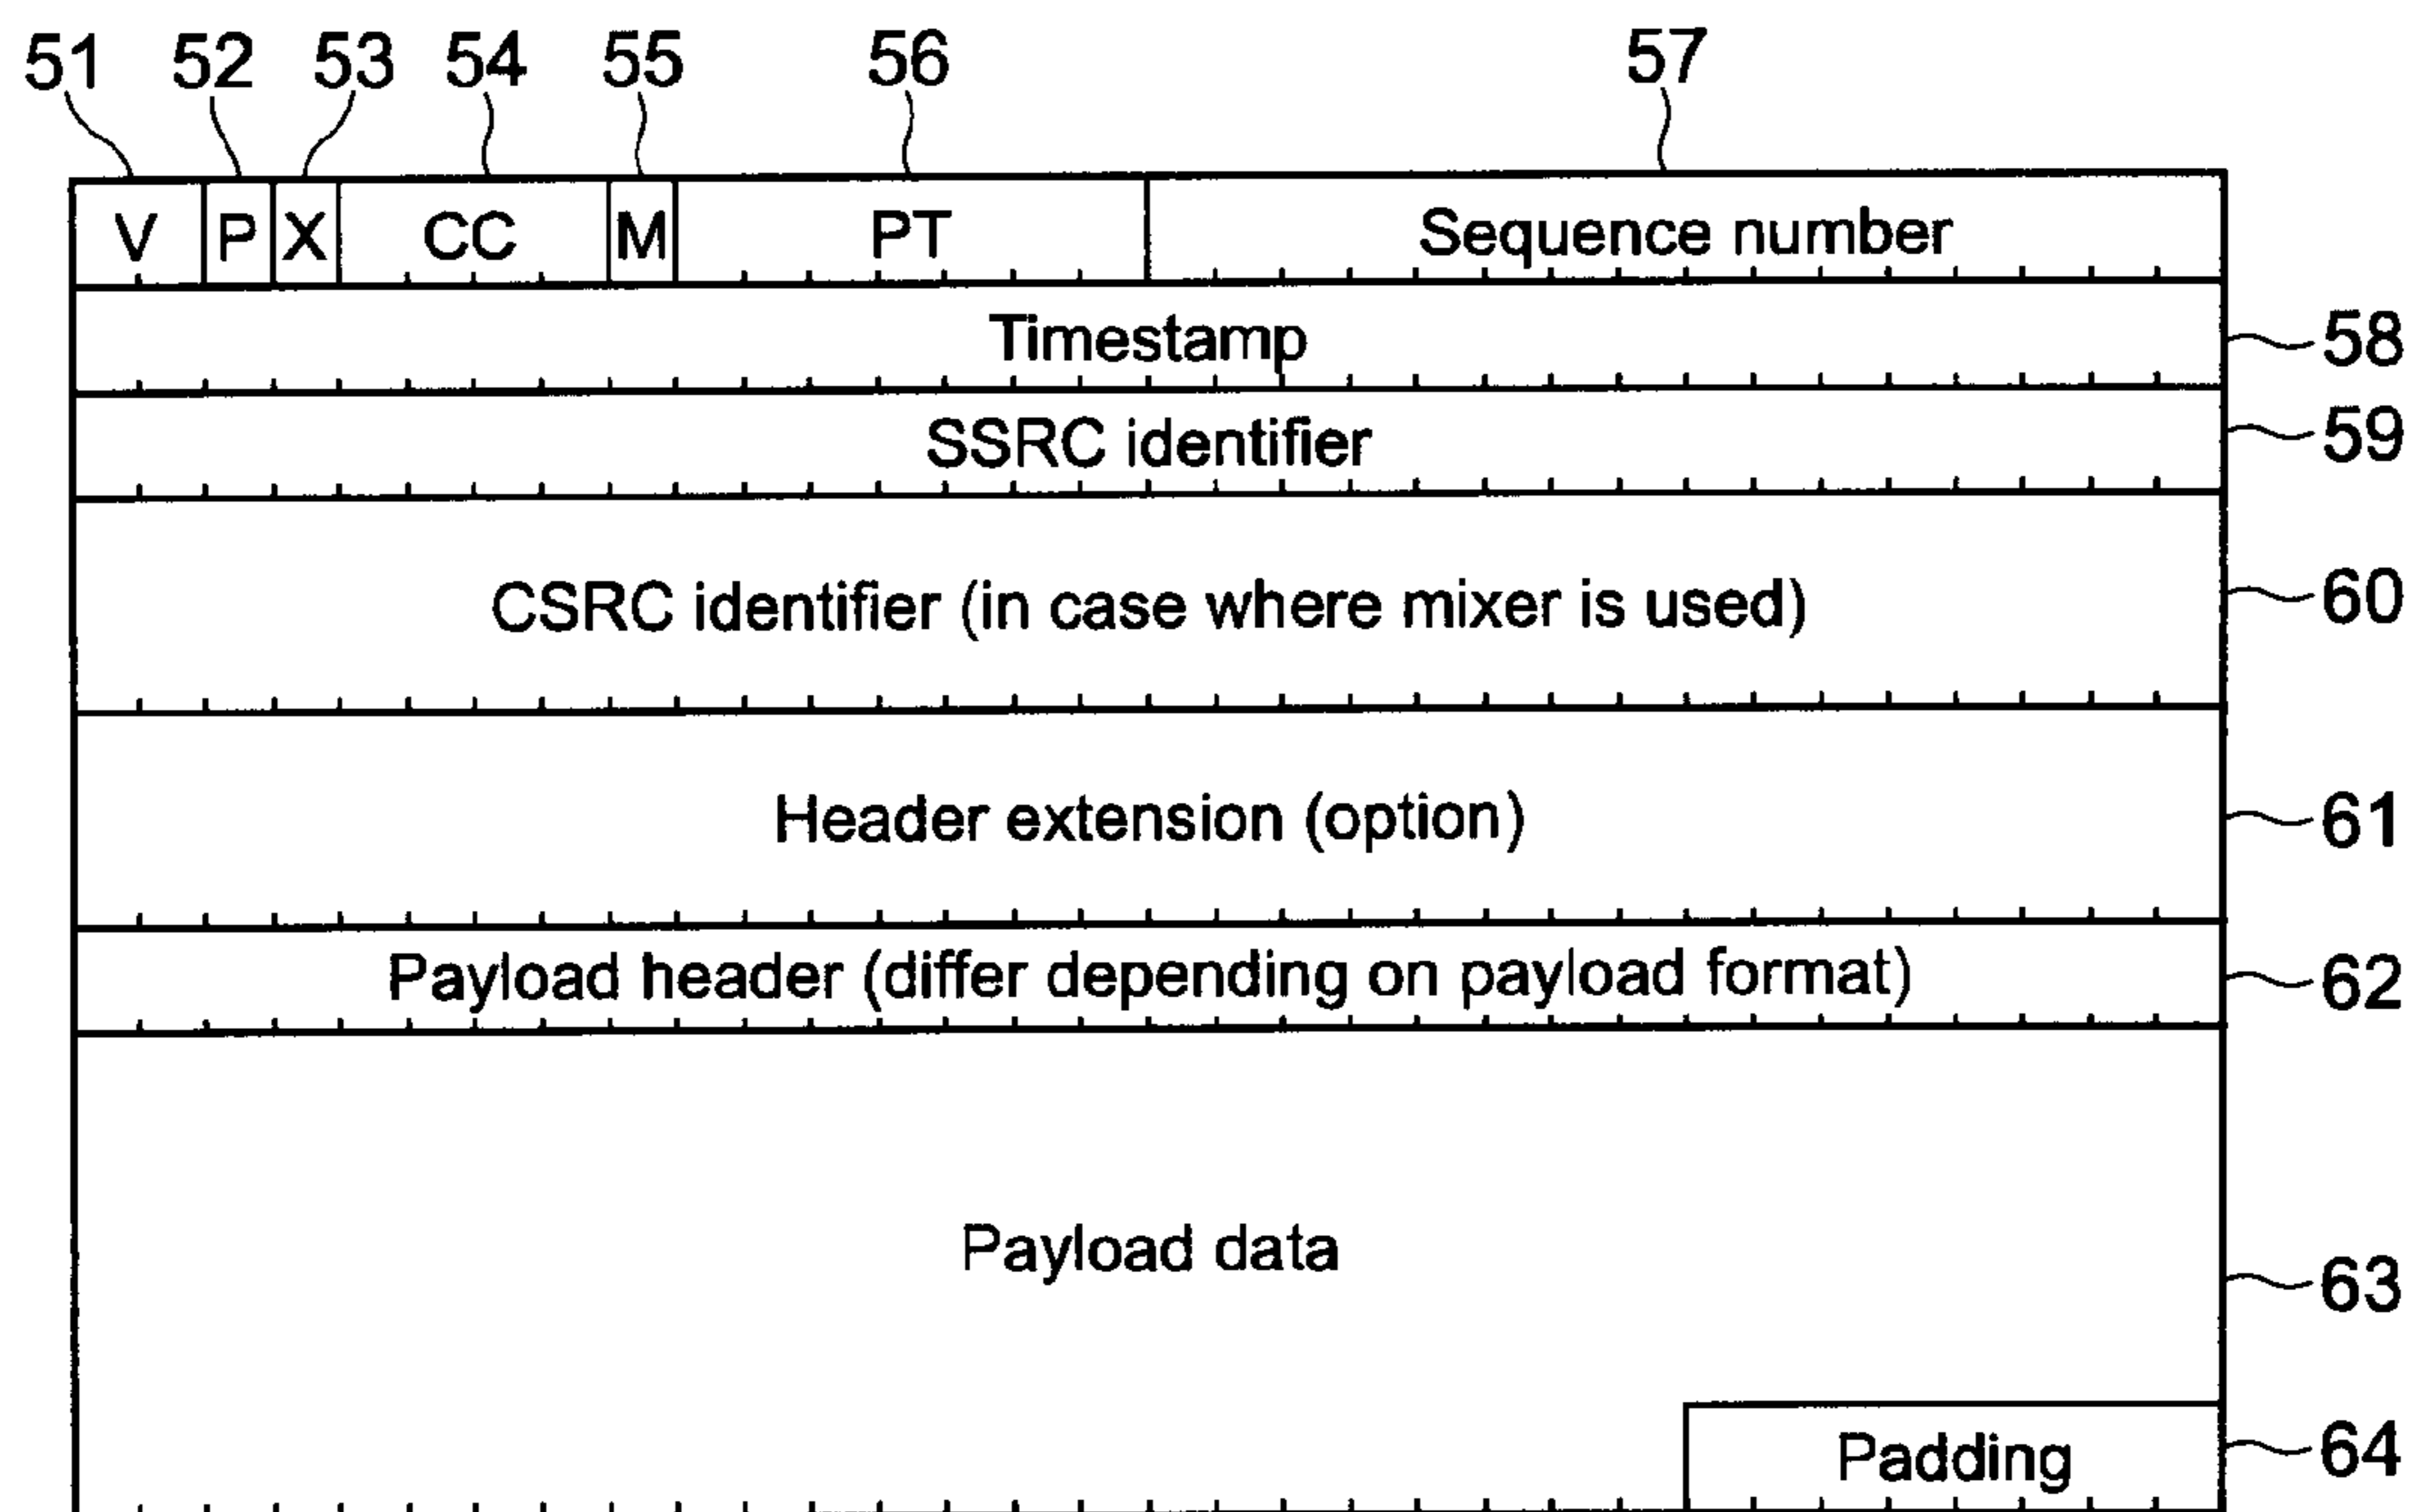 51 52 53 54 55 56 57
V P X CC M PT Sequence number
Timestamp 58
SSRC identifier 59
CSRC identifier (in case where mixer is used) 60
Header extension (option) 61
Payload header (differ depending on payload format) 62
Payload data 63
Padding 64